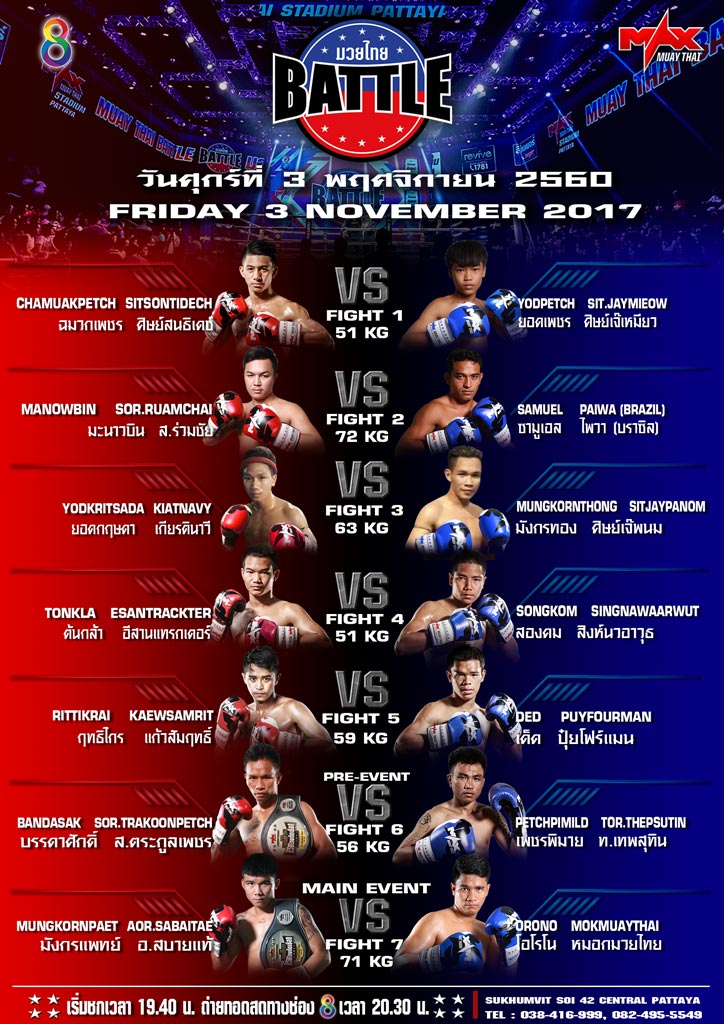 AI STADIUM PATTAYA
8
มวยไทย
BATTLE
MAX
MUAY THAI
STADIUM
PATTAYA
MUAY THAI BATTLE
BATTLE
revive
1781
MUAY THAI BA
วันศุกร์ที่ 3 พฤศจิกายน 2560
FRIDAY 3 NOVEMBER 2017
CHAMUAKPETCH SITSONTIDECH
ฉมวกเพชร ศิษย์สนธิเดช
VS
FIGHT 1
51 KG
YODPETCH SIT.JAYMIEOW
ยอดเพชร ศิษย์เจ๊เหมียว
MANOWBIN SOR.RUAMCHAI
มะนาวบิน ส.ร่วมชัย
VS
FIGHT 2
72 KG
SAMUEL PAIWA (BRAZIL)
ซามูเอล ไพวา (บราซิล)
YODKRITSADA KIATNAVY
ยอดกฤษดา เกียรตินาวี
VS
FIGHT 3
63 KG
MUNGKORNTHONG SITJAYPANOM
มังกรทอง ศิษย์เจ๊พนม
TONKLA ESANTRACKTER
ต้นกล้า อีสานแทรกเตอร์
VS
FIGHT 4
51 KG
SONGKOM SINGNAWAARWUT
สองคม สิงห์นวอาวุธ
RITTIKRAI KAEWSAMRIT
ฤทธิไกร แก้วสัมฤทธิ์
VS
FIGHT 5
59 KG
DED PUYFOURMAN
เด็ด ปุ๋ยโฟร์แมน
PRE-EVENT
BANDASAK SOR.TRAKOONPETCH
บรรดาศักดิ์ ส.ตระกูลเพชร
VS
FIGHT 6
56 KG
PETCHPIMILD TOR.THEPSUTIN
เพชรพิมาย ท.เทพสุทิน
MAIN EVENT
MUNGKORNPAET AOR.SABAITAE
มังกรแพทย์ อ.สบายแท้
VS
FIGHT 7
71 KG
ORONO MOKMUAYTHAI
โอโรโน หมอกมวยไทย
เริ่มชกเวลา 19.40 น. ถ่ายทอดสดทางช่อง 8 เวลา 20.30 น.
SUKHUMVIT SOI 42 CENTRAL PATTAYA
TEL : 038-416-999, 082-495-5549